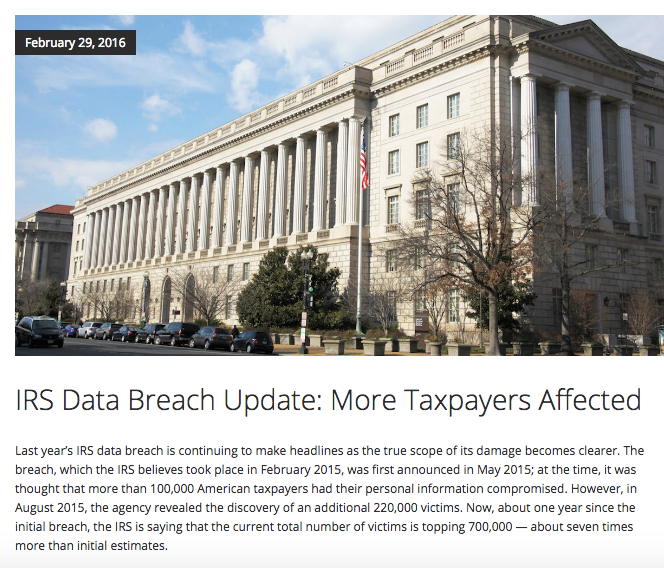 February 29, 2016
IRS Data Breach Update: More Taxpayers Affected
Last year's IRS data breach is continuing to make headlines as the true scope of its damage becomes clearer. The
breach, which the IRS believes took place in February 2015, was first announced in May 2015; at the time, it was
thought that more than 100,000 American taxpayers had their personal information compromised. However, in
August 2015, the agency revealed the discovery of an additional 220,000 victims. Now, about one year since the
initial breach, the IRS is saying that the current total number of victims is topping 700,000 — about seven times
more than initial estimates.